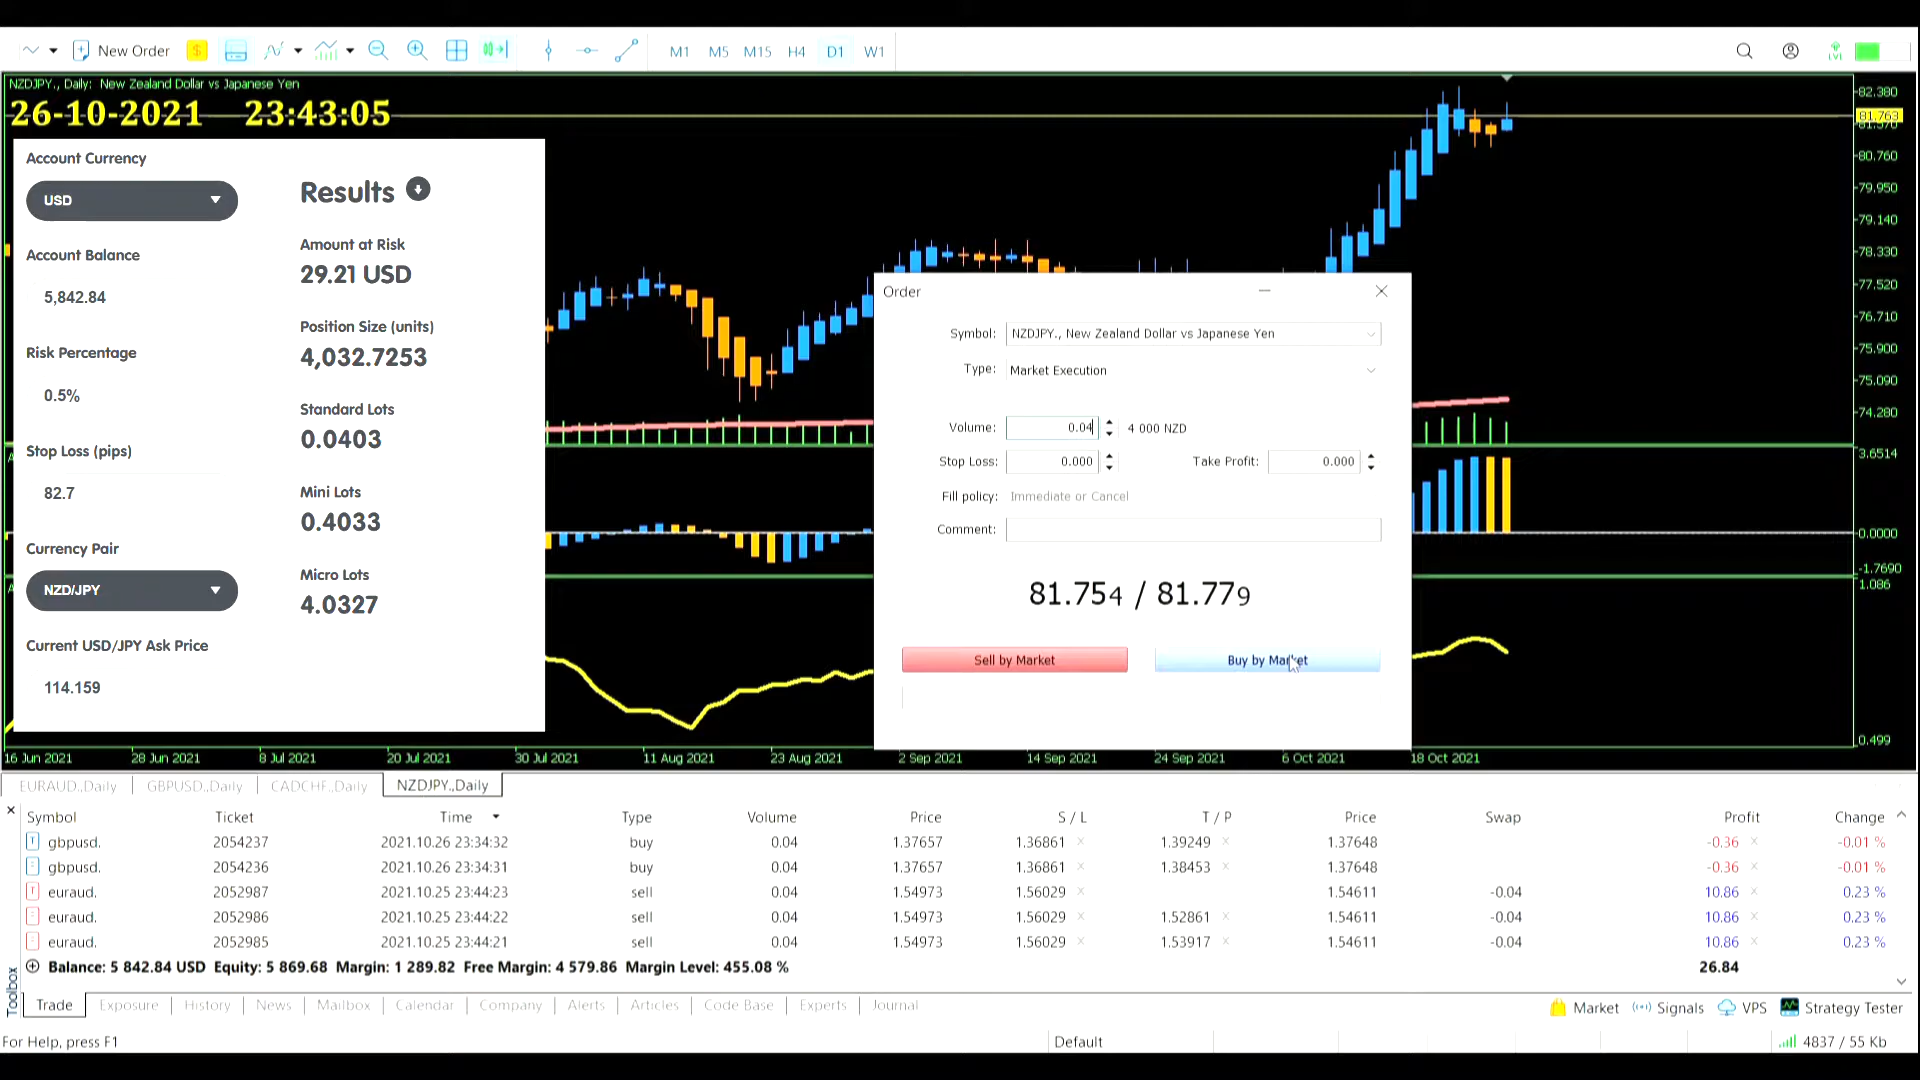 New Order
$
M1 M5 M15 H4 D1 W1
LVL
NZDJPY., Daily: New Zealand Dollar vs Japanese Yen
26-10-2021 23:43:05
82.380
81.763
80.760
79.950
79.140
78.330
77.520
76.710
75.900
75.090
74.280
3.6514
0.0000
-1.7690
1.086
0.499
Account Currency
USD
Account Balance
5,842.84
Risk Percentage
0.5%
Stop Loss (pips)
82.7
Currency Pair
NZD/JPY
Current USD/JPY Ask Price
114.159
Results
Amount at Risk
29.21 USD
Position Size (units)
4,032.7253
Standard Lots
0.0403
Mini Lots
0.4033
Micro Lots
4.0327
Order
Symbol: NZDJPY., New Zealand Dollar vs Japanese Yen
Type: Market Execution
Volume: 0.04 4 000 NZD
Stop Loss: 0.000 Take Profit: 0.000
Fill policy: Immediate or Cancel
Comment:
81.754 / 81.779
Sell by Market Buy by Market
16 Jun 2021 28 Jun 2021 8 Jul 2021 20 Jul 2021 30 Jul 2021 11 Aug 2021 23 Aug 2021 2 Sep 2021 14 Sep 2021 24 Sep 2021 6 Oct 2021 18 Oct 2021
EURAUD.,Daily GBPUSD.,Daily CADCHF.,Daily NZDJPY.,Daily
Symbol Ticket Time Type Volume Price S / L T / P Price Swap Profit Change
gbpusd. 2054237 2021.10.26 23:34:32 buy 0.04 1.37657 1.36861 1.39249 1.37648 -0.36 -0.01 %
gbpusd. 2054236 2021.10.26 23:34:31 buy 0.04 1.37657 1.36861 1.38453 1.37648 -0.36 -0.01 %
euraud. 2052987 2021.10.25 23:44:23 sell 0.04 1.54973 1.56029 1.54611 -0.04 10.86 0.23 %
euraud. 2052986 2021.10.25 23:44:22 sell 0.04 1.54973 1.56029 1.52861 1.54611 -0.04 10.86 0.23 %
euraud. 2052985 2021.10.25 23:44:21 sell 0.04 1.54973 1.56029 1.53917 1.54611 -0.04 10.86 0.23 %
Balance: 5 842.84 USD Equity: 5 869.68 Margin: 1 289.82 Free Margin: 4 579.86 Margin Level: 455.08 % 26.84
Toolbox
Trade Exposure History News Mailbox Calendar Company Alerts Articles Code Base Experts Journal
Market Signals VPS Strategy Tester
For Help, press F1 Default 4837 / 55 Kb